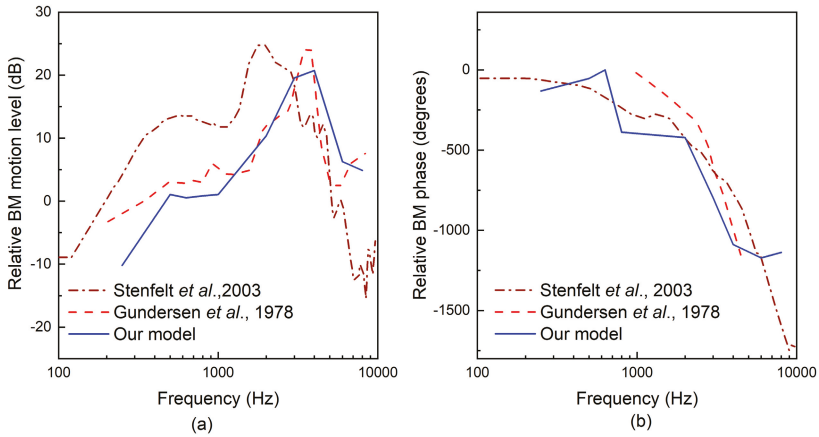 30
20
10
0
-10
-20
Relative BM motion level (dB)
Stenfelt et al.,2003
Gundersen et al., 1978
Our model
100
1000
10000
Frequency (Hz)
(a)
0
-500
-1000
-1500
Relative BM phase (degrees)
Stenfelt et al., 2003
Gundersen et al., 1978
Our model
100
1000
10000
Frequency (Hz)
(b)